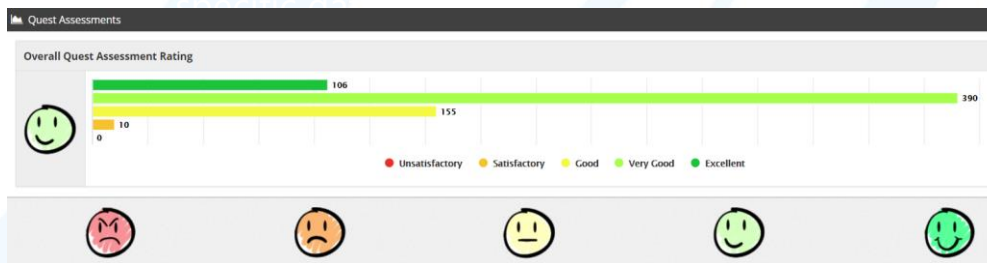 Quest Assessments
Overall Quest Assessment Rating
106
390
155
10
0
Unsatisfactory Satisfactory Good Very Good Excellent